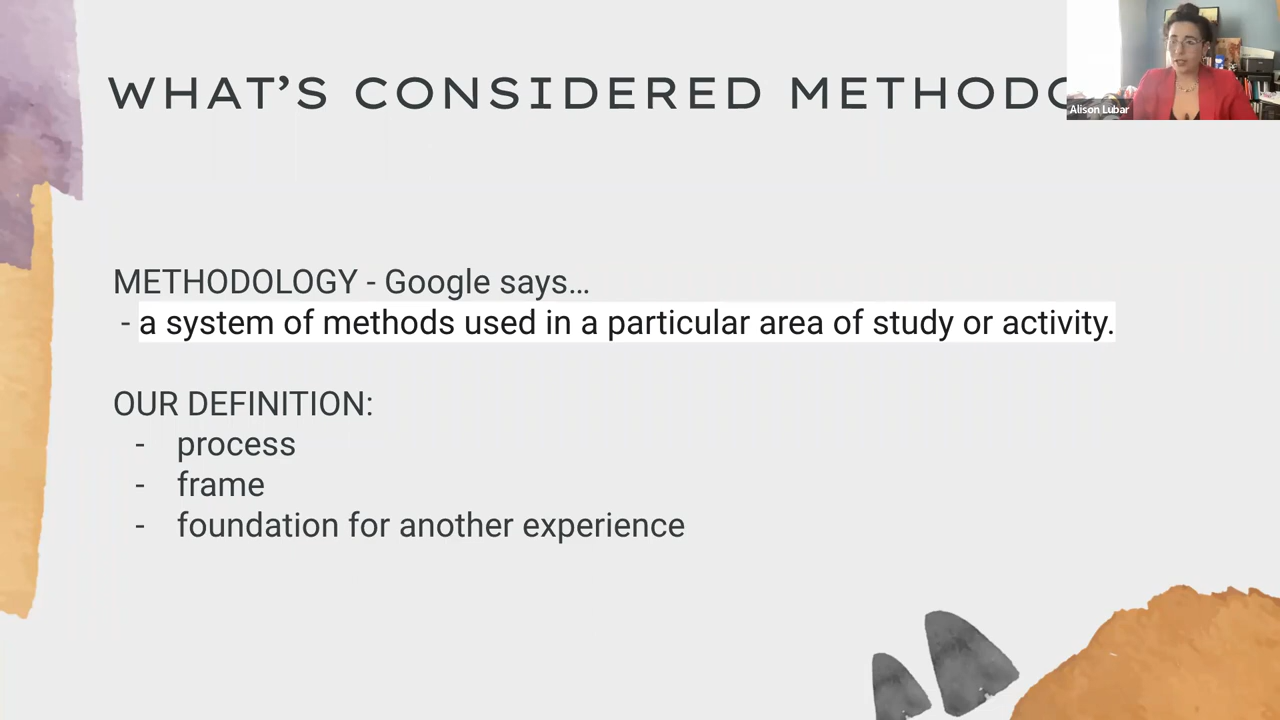 WHAT'S CONSIDERED METHODO
Alison Lubar
METHODOLOGY - Google says...
- a system of methods used in a particular area of study or activity.
OUR DEFINITION:
- process
- frame
- foundation for another experience